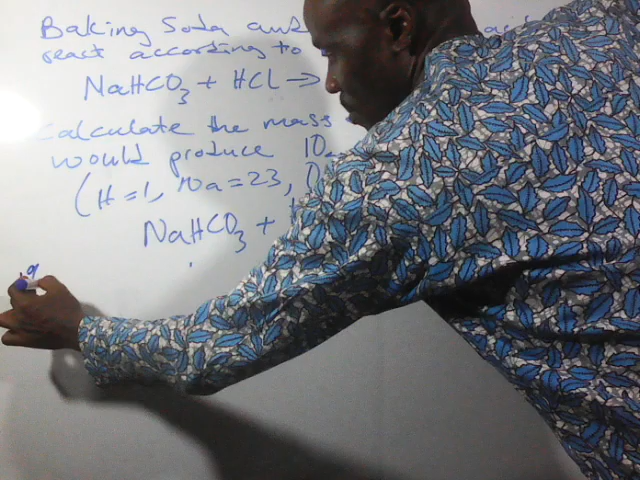 Baking Soda and
react according to
NaHCO₃ + HCl →
Calculate the mass
would produce 10
(H=1, Na=23, O
NaHCO₃ +